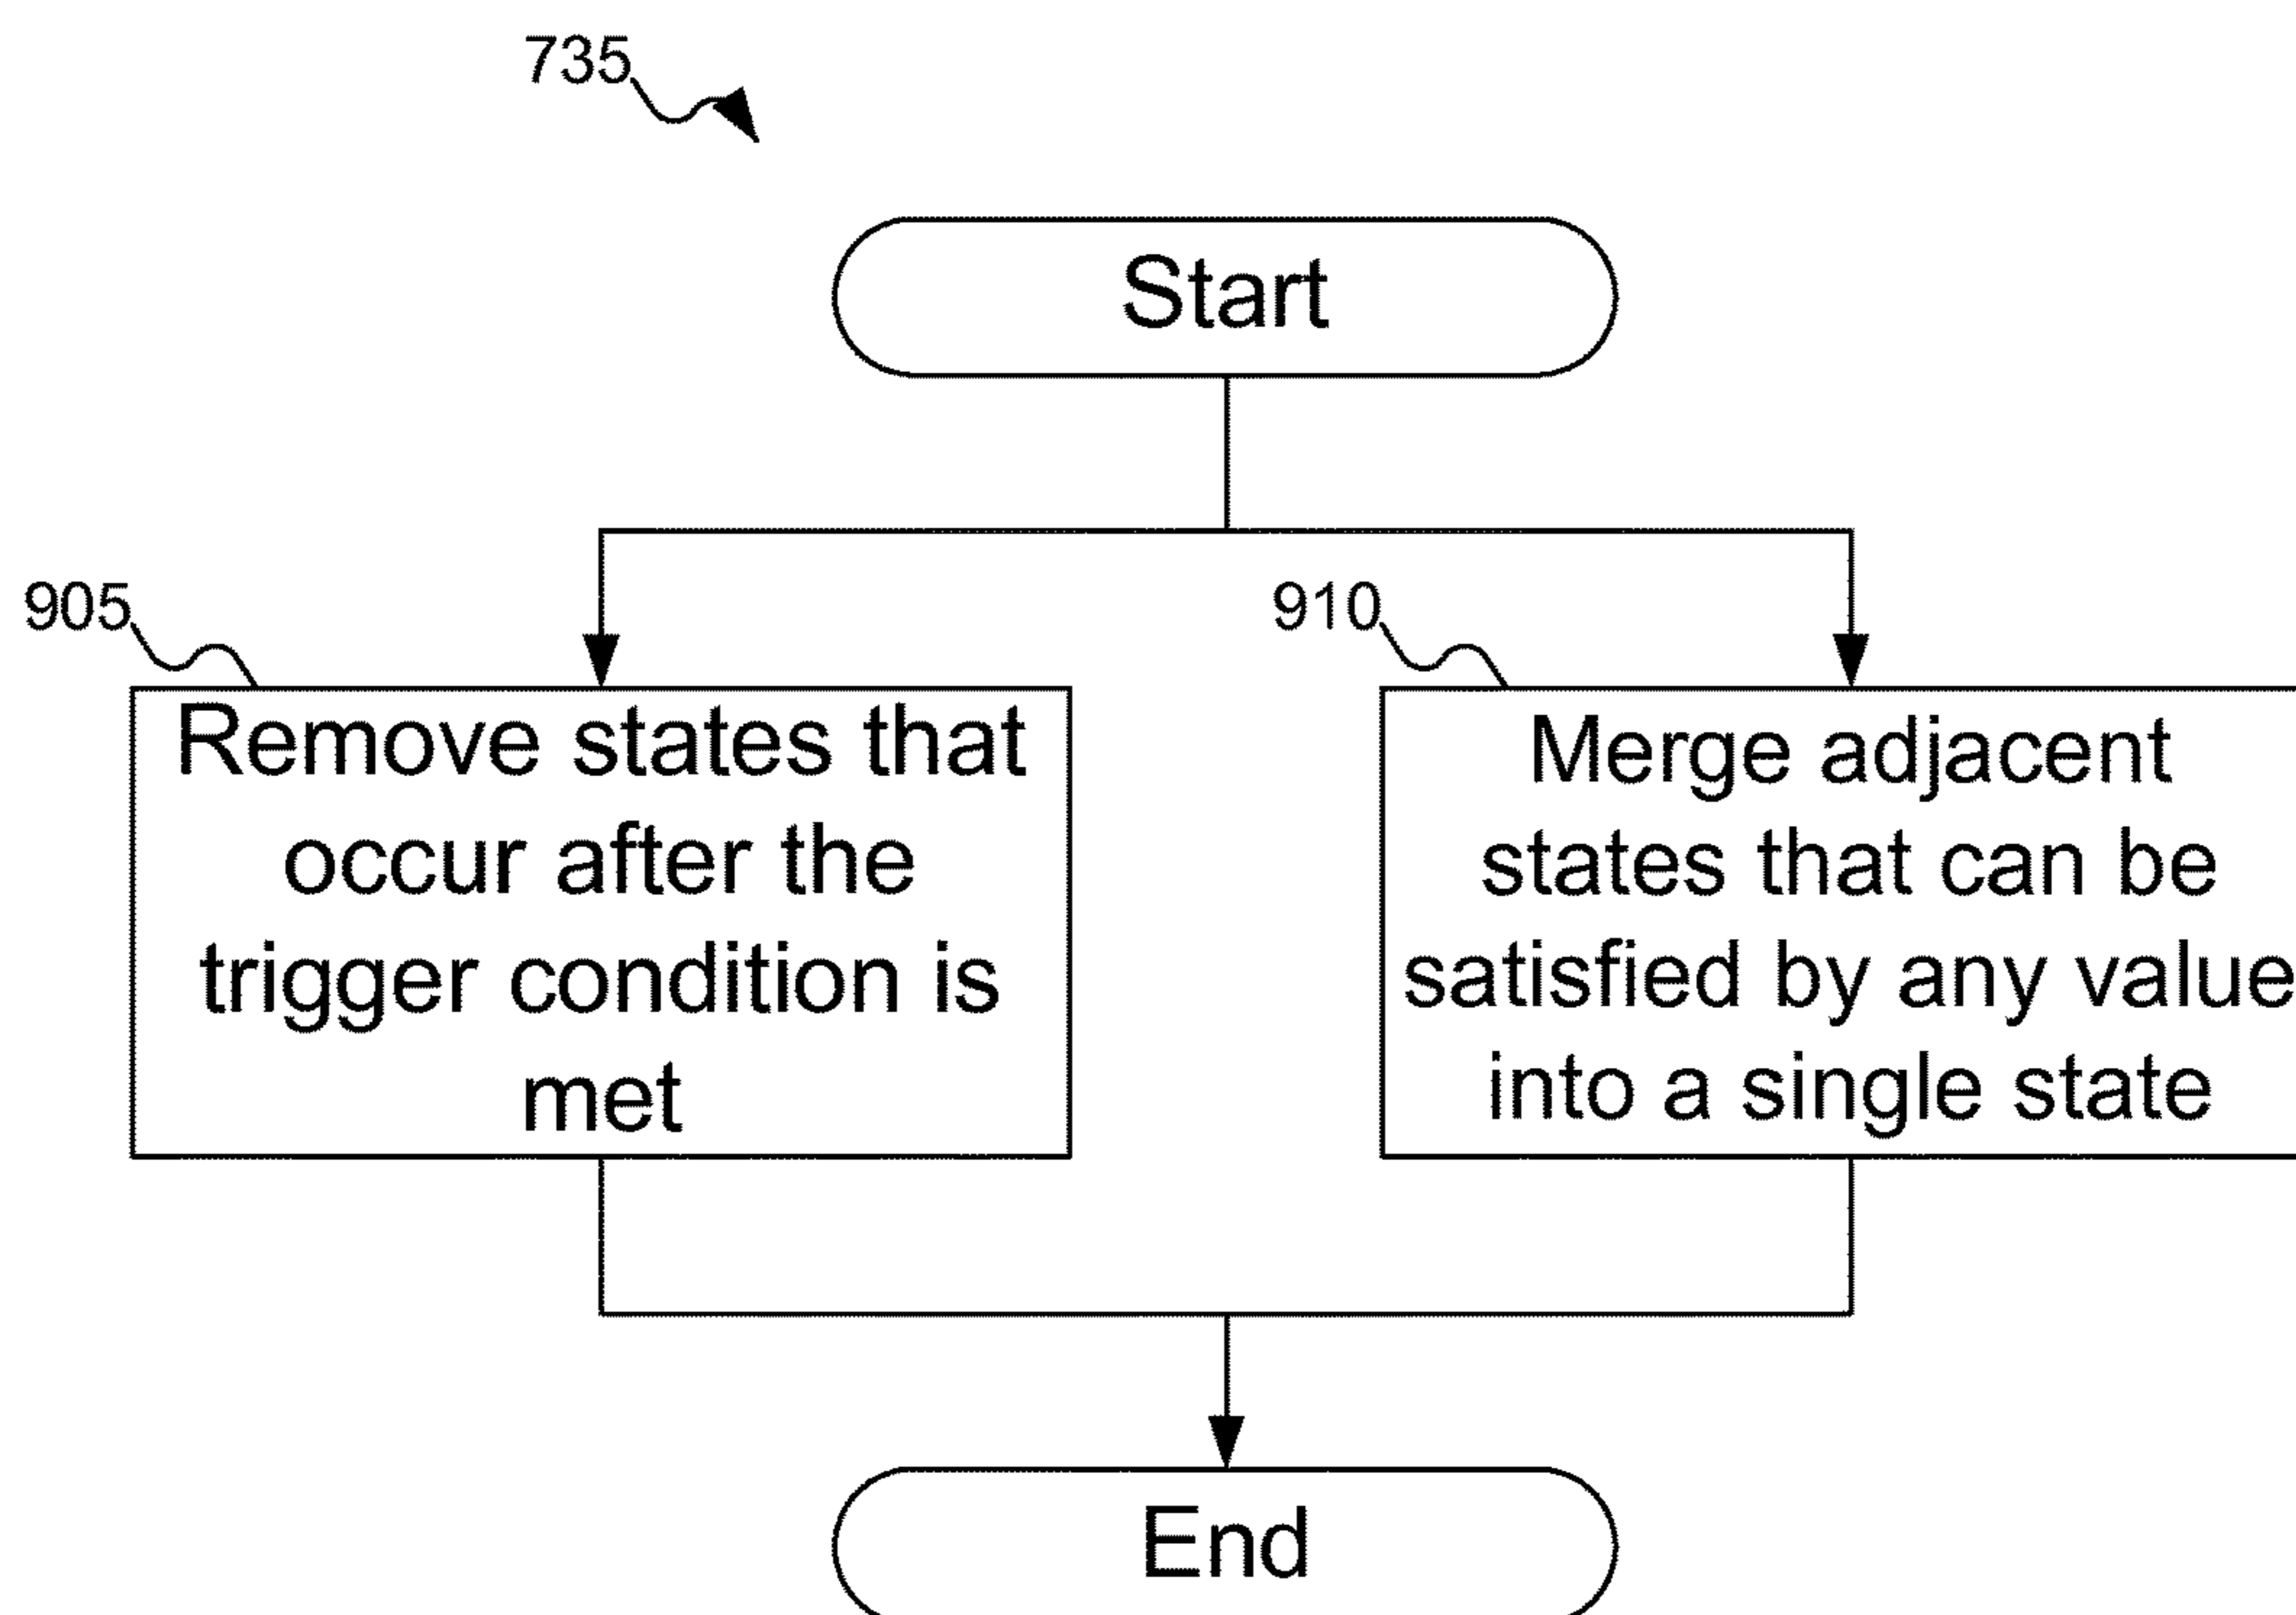 735
Start
905
910
Remove states that
occur after the
trigger condition is
met
Merge adjacent
states that can be
satisfied by any value
into a single state
End